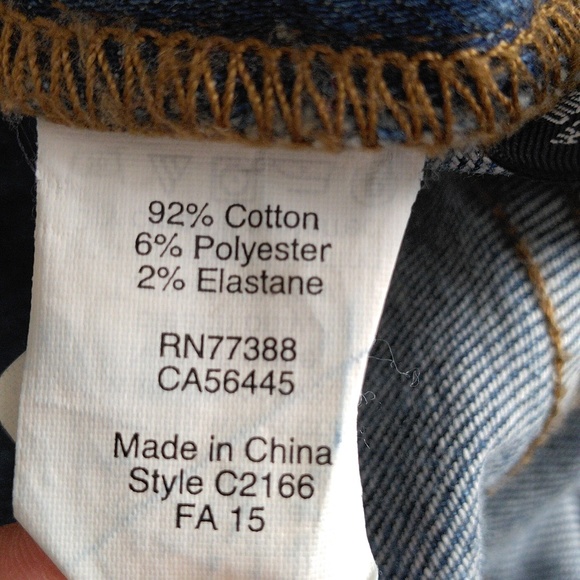 92% Cotton
6% Polyester
2% Elastane
RN77388
CA56445
Made in China
Style C2166
FA 15